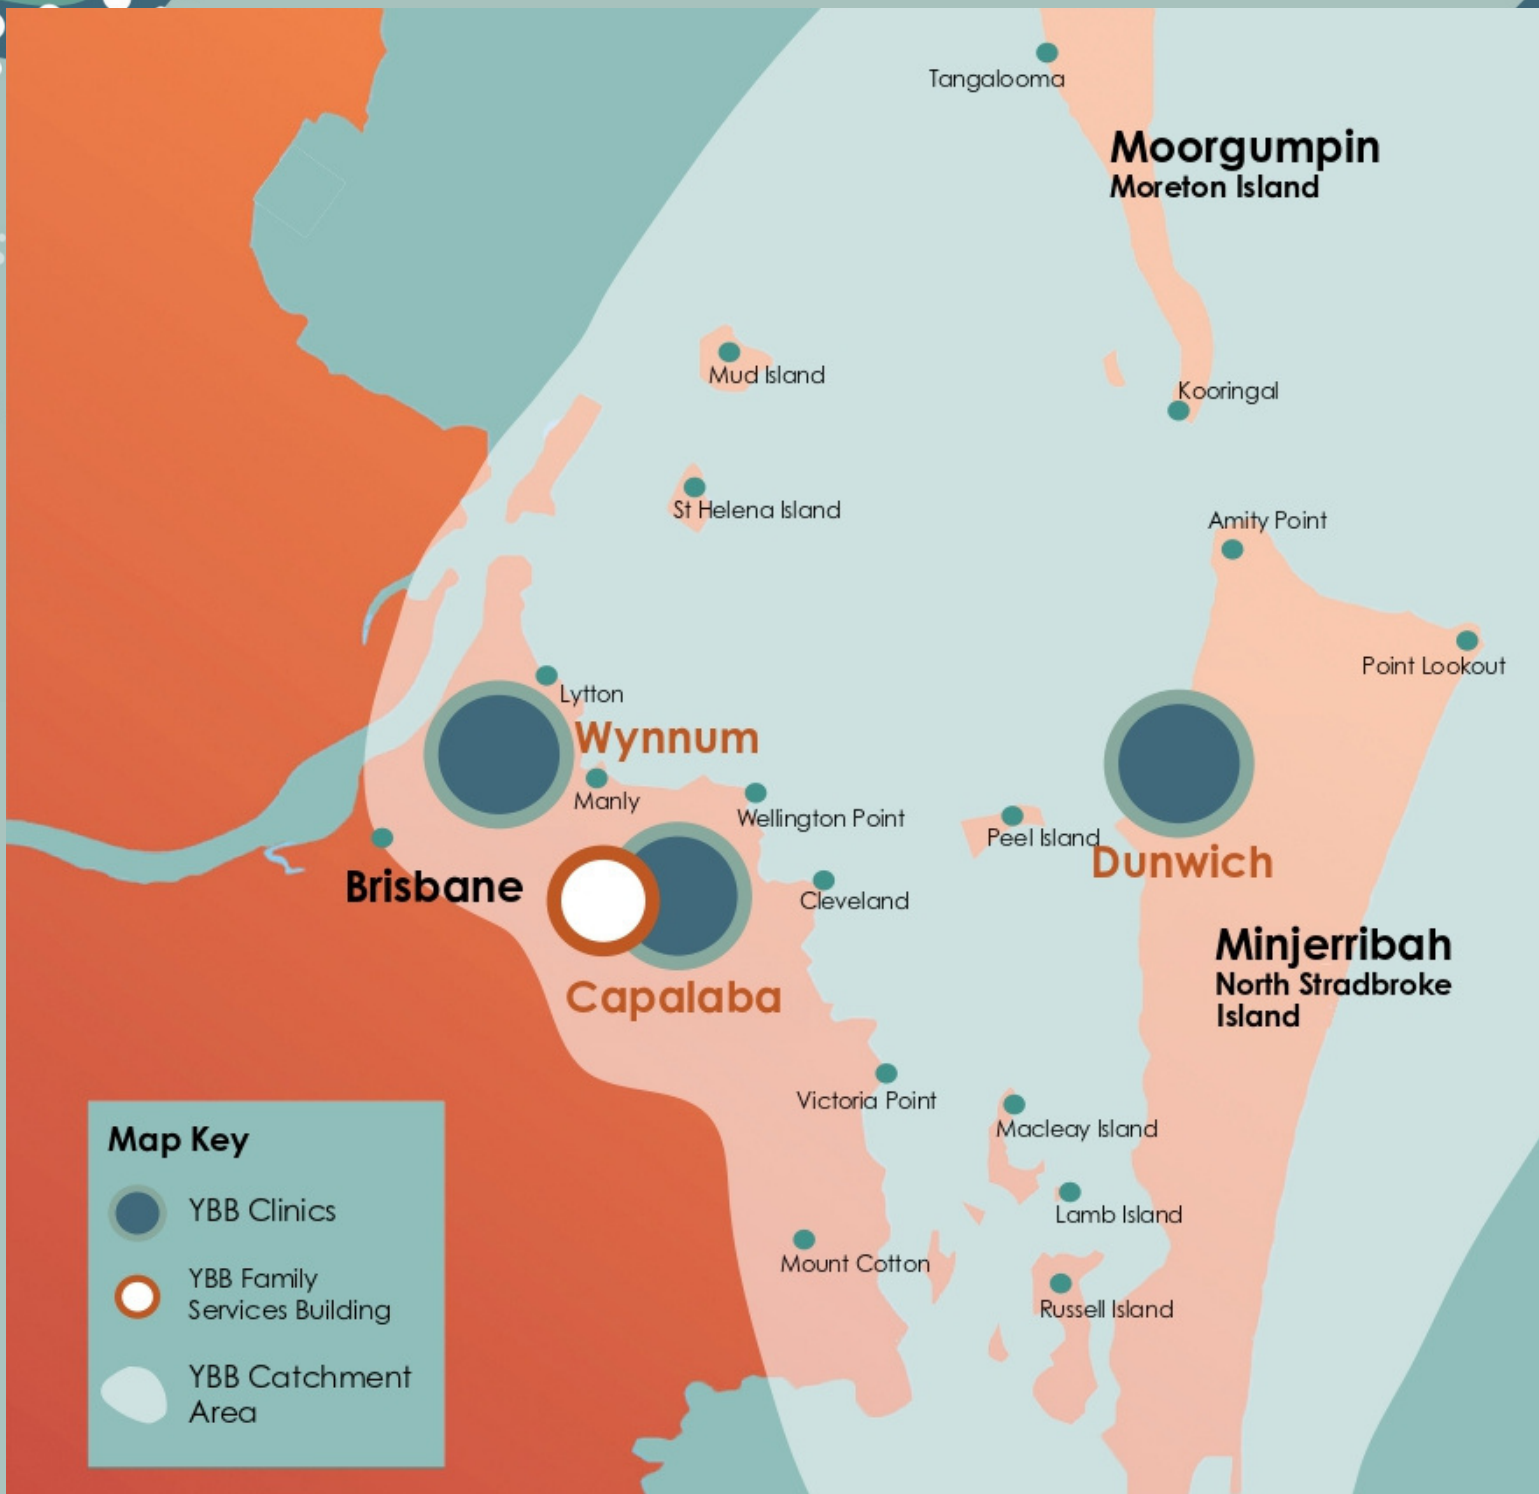 Tangalooma
Moorgumpin
Moreton Island
Mud Island
Kooringal
St Helena Island
Amity Point
Point Lookout
Lytton
Wynnum
Manly
Wellington Point
Peel Island
Dunwich
Brisbane
Cleveland
Minjerribah
North Stradbroke
Island
Capalaba
Victoria Point
Macleay Island
Lamb Island
Mount Cotton
Russell Island
Map Key
YBB Clinics
YBB Family
Services Building
YBB Catchment
Area